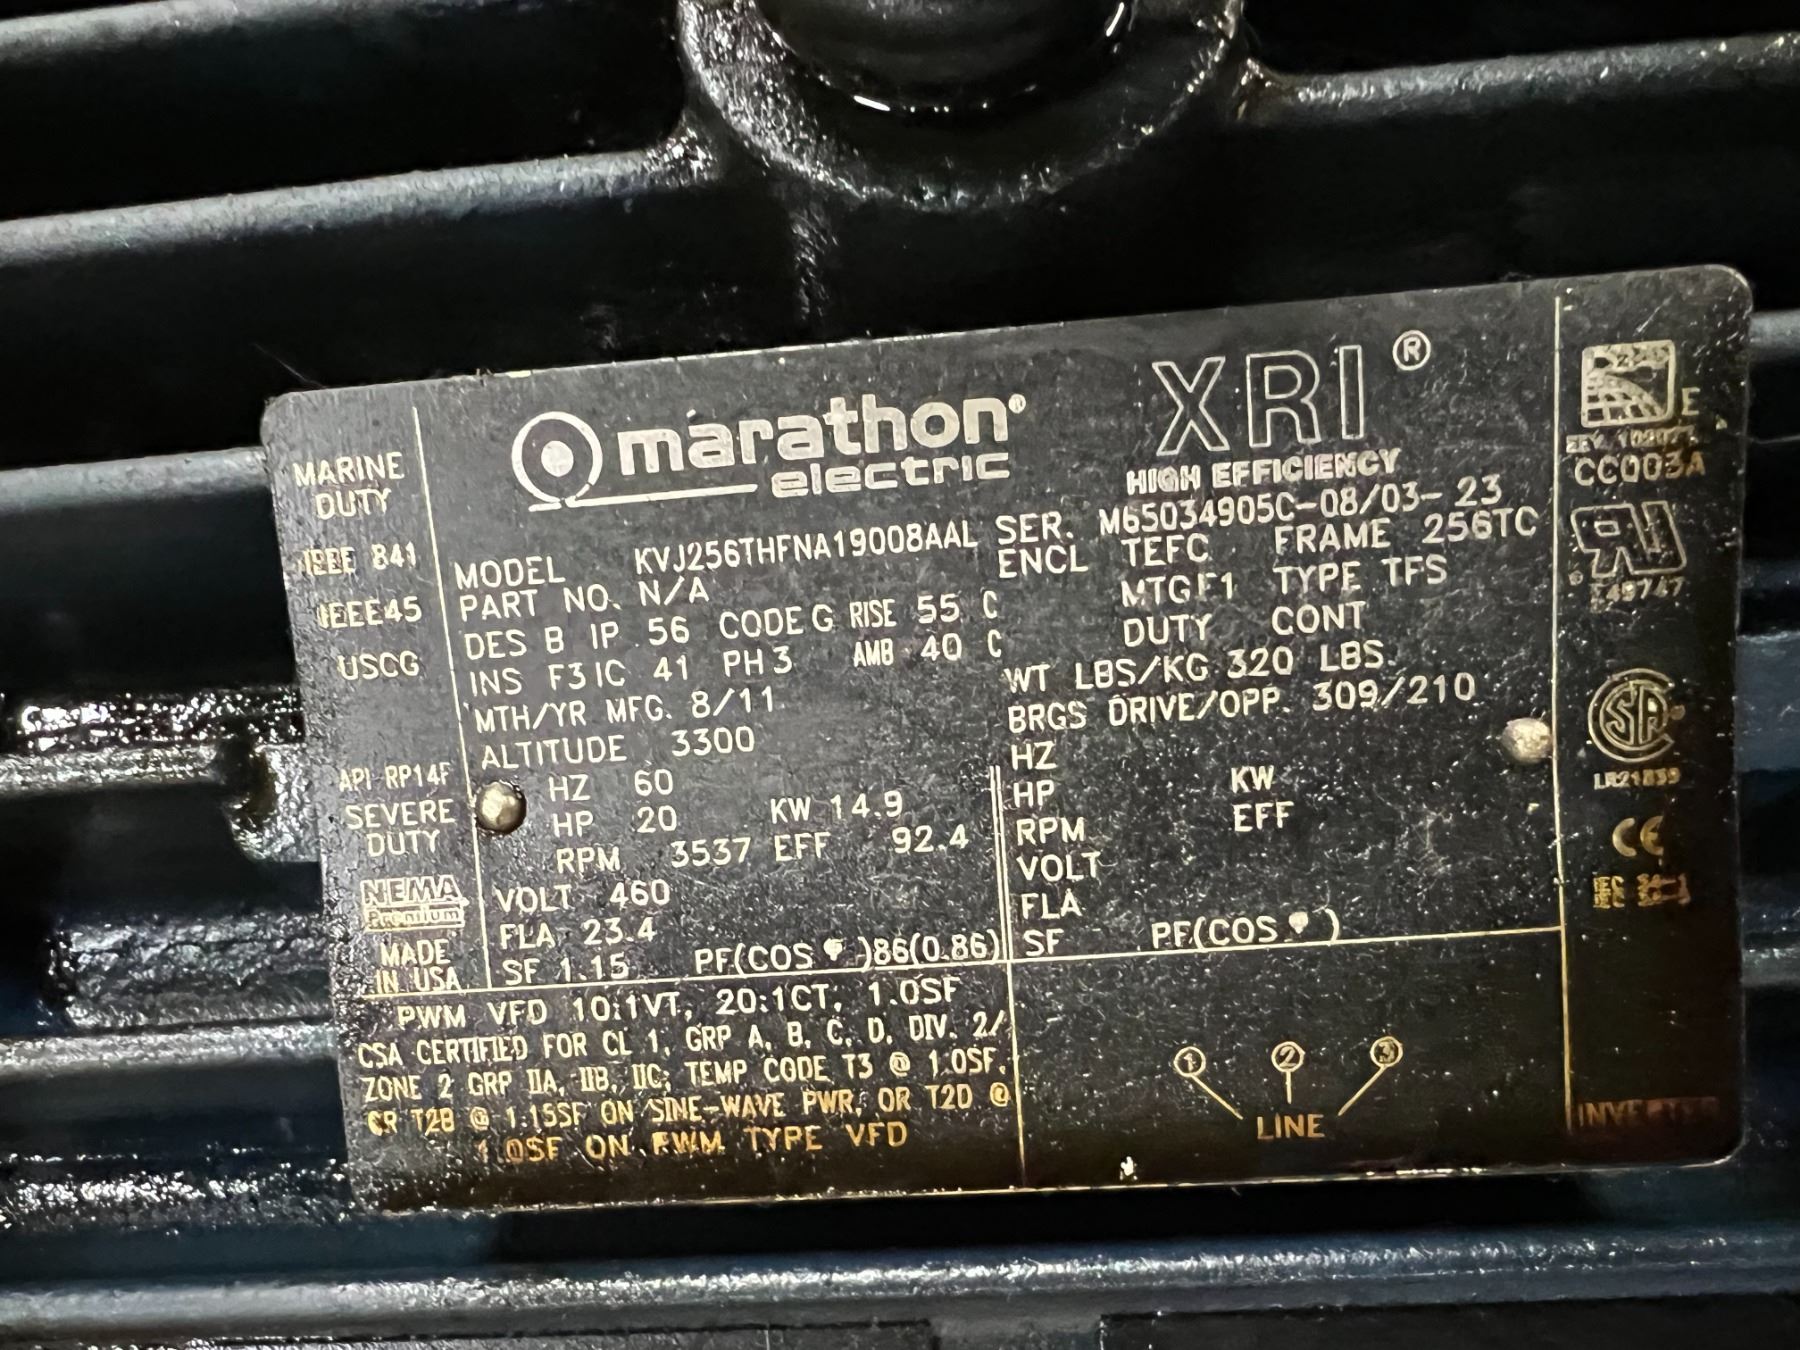 marathon®
electric
XRI®
HIGH EFFICIENCY
MARINE
DUTY
IEEE 841
IEEE45
USCG
API RP14F
SEVERE
DUTY
NEMA
Premium
MADE
IN USA
MODEL KVJ256THFNA19008AAL SER. M65034905C-08/03-23
PART NO. N/A ENCL TEFC FRAME 256TC
DES B IP 56 CODE G RISE 55 C MTG F1 TYPE TFS
INS F3 IC 41 PH 3 AMB 40 C DUTY CONT
MTH/YR MFG. 8/11 WT LBS/KG 320 LBS.
ALTITUDE 3300 BRGS DRIVE/OPP. 309/210
HZ 60
HP 20 KW 14.9
RPM 3537 EFF 92.4
VOLT 460
FLA 23.4
SF 1.15 PF(COS φ)86(0.86)
HZ
HP KW
RPM EFF
VOLT
FLA
SF PF(COS φ )
PWM VFD 10:1VT, 20:1CT, 1.0SF
CSA CERTIFIED FOR CL 1, GRP A, B, C, D, DIV. 2/
ZONE 2 GRP IIA, IIB, IIC; TEMP CODE T3 @ 1.0SF,
OR T2B @ 1.15SF ON SINE-WAVE PWR, OR T2D @
1.0SF ON PWM TYPE VFD
1 2 3
LINE
E
CC003A
E49747
CSA
CE
INVERTER